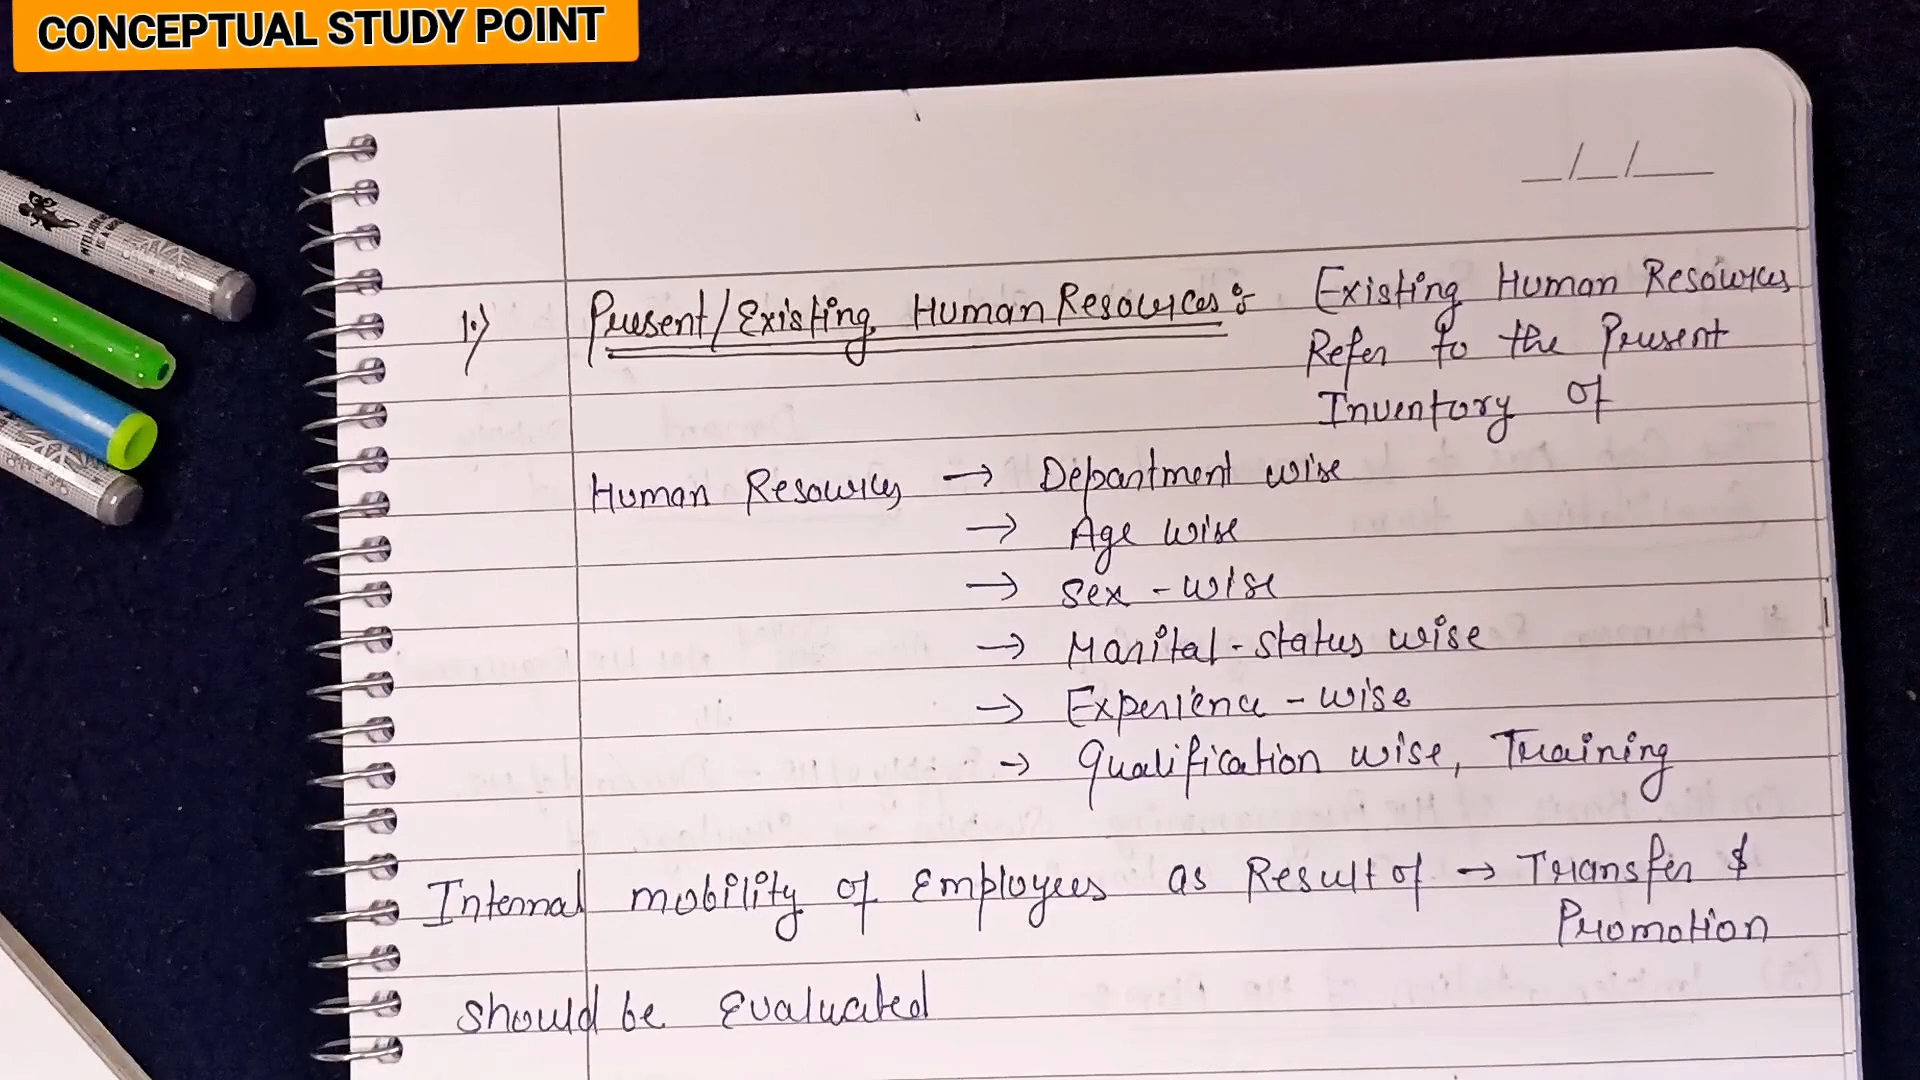 CONCEPTUAL STUDY POINT
_/_/__
1.) Present/Existing Human Resources :- Existing Human Resources
Refer to the Present
Inventory of
Human Resources → Department wise
→ Age wise
→ Sex - wise
→ Marital - Status wise
→ Experience - wise
→ Qualification wise, Training
Internal mobility of Employees as Result of → Transfer &
Promotion
should be Evaluated